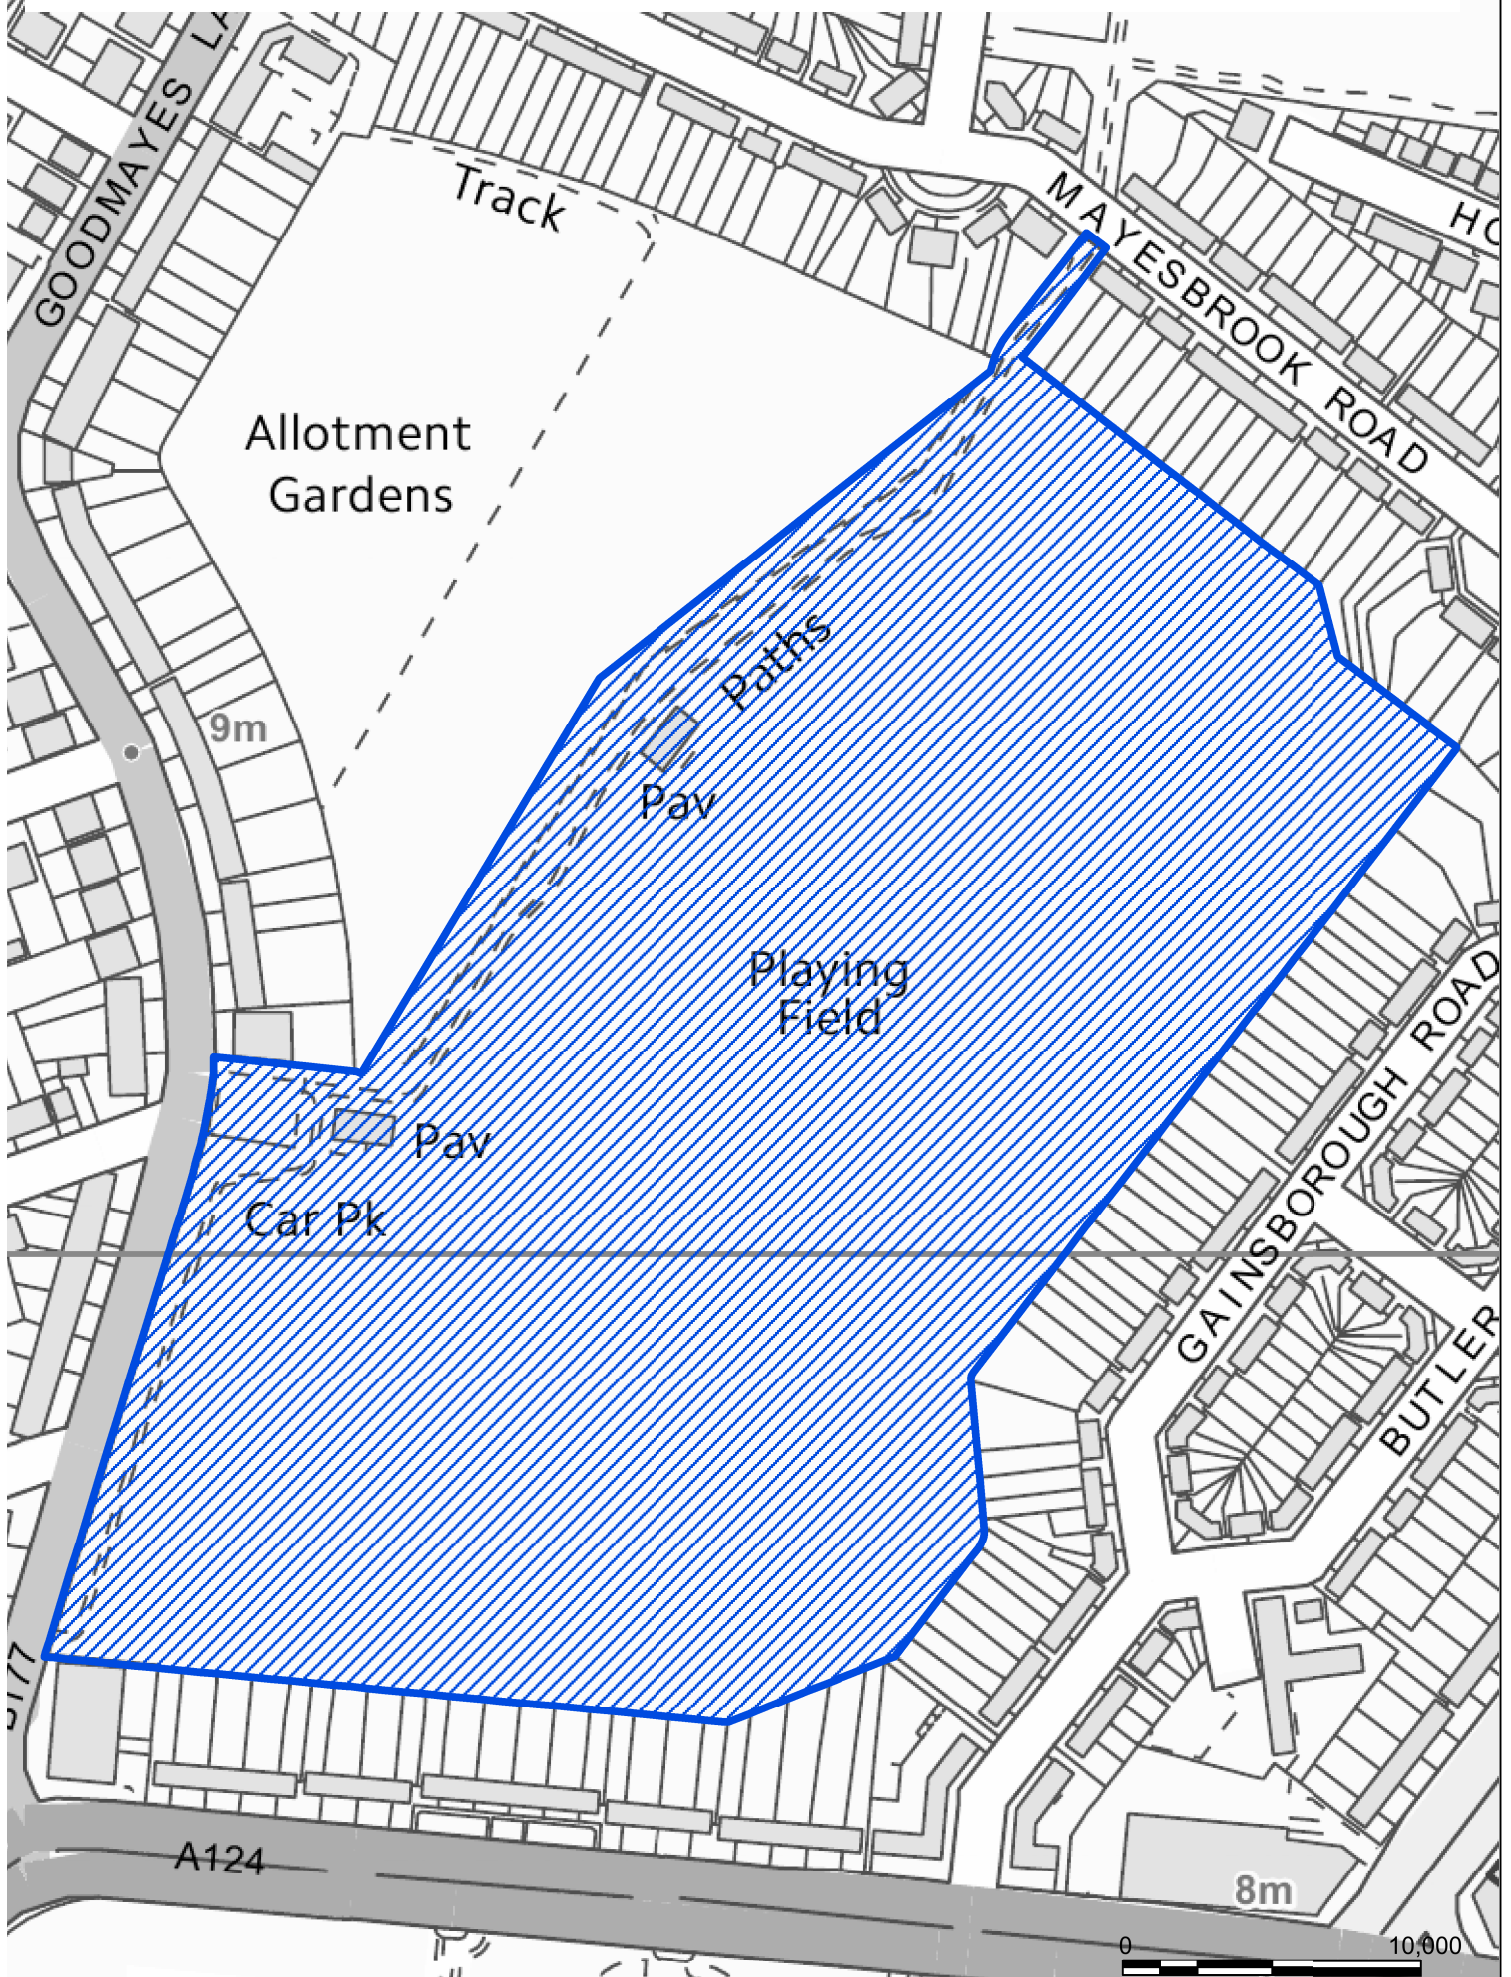 GOODMAYES LA
Track
MAYESBROOK ROAD
HO
Allotment
Gardens
Paths
9m
Pav
Playing
Field
GAINSBOROUGH ROAD
Pav
Car Pk
BUTLER
A124
8m
0 10,000